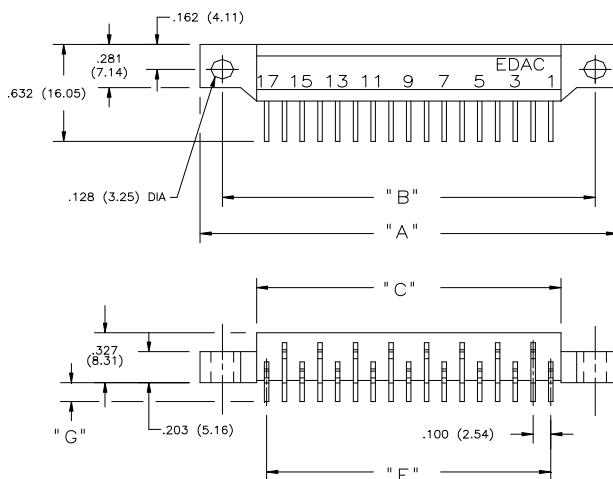 .162 (4.11)
.281
(7.14)
.632 (16.05)
EDAC
17 15 13 11 9 7 5 3 1
.128 (3.25) DIA
"B"
"A"
"C"
.327
(8.31)
"G"
.203 (5.16)
.100 (2.54)
"F"